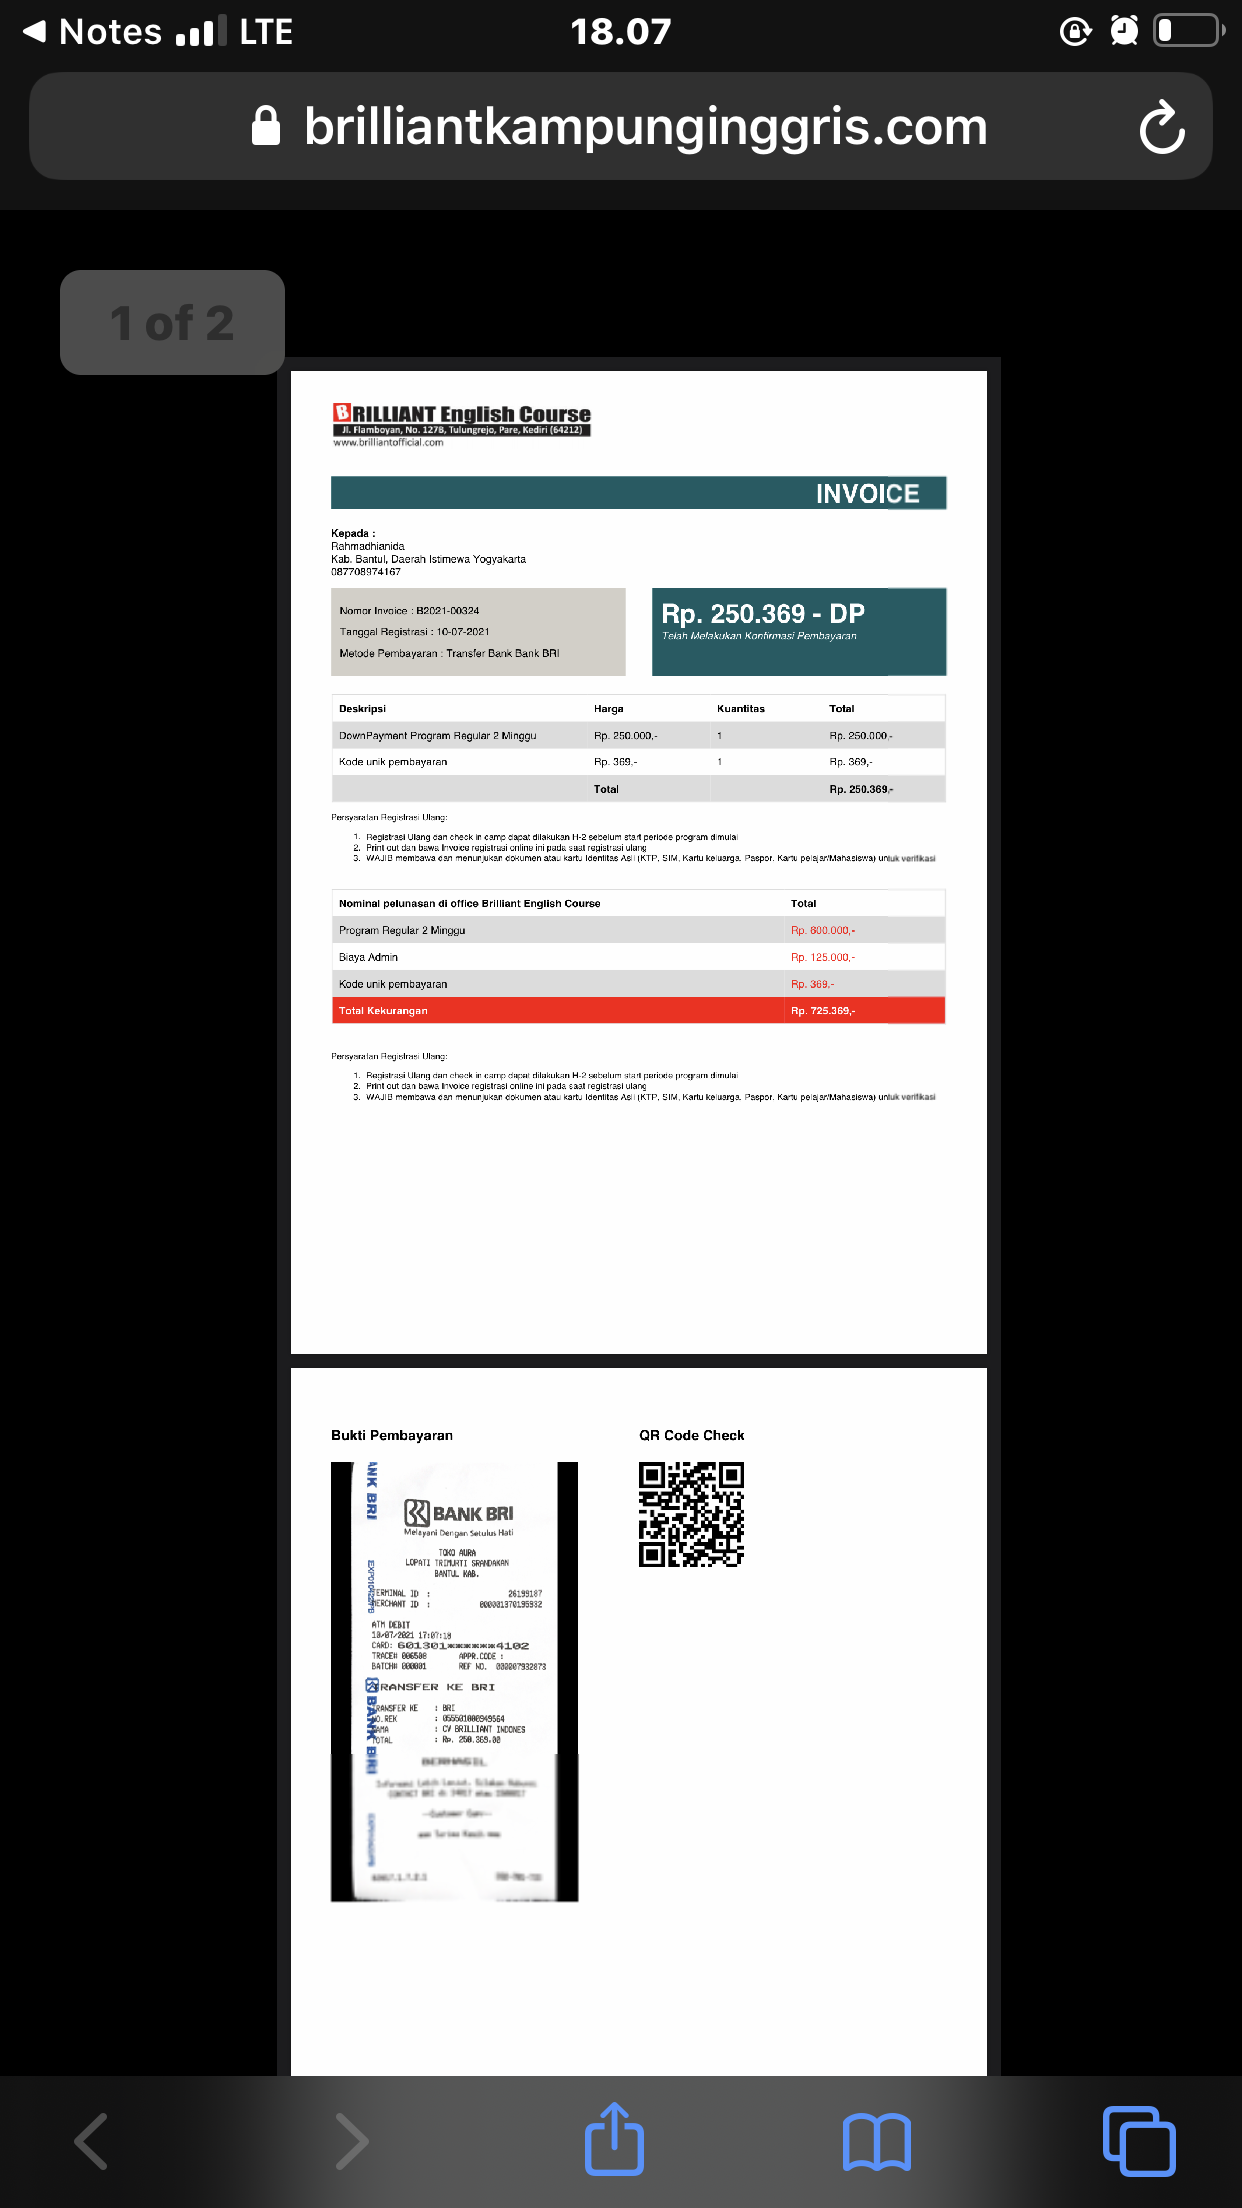 Notes LTE 18.07
brilliantkampunginggris.com
1 of 2
BRILLIANT English Course
Jl. Flamboyan, No. 127B, Tulungrejo, Pare, Kediri (64212)
www.brilliantofficial.com
INVOICE
Kepada :
Rahmadhianida
Kab. Bantul, Daerah Istimewa Yogyakarta
087708974167
Nomor Invoice : B2021-00324
Tanggal Registrasi : 10-07-2021
Metode Pembayaran : Transfer Bank Bank BRI
Rp. 250.369 - DP
Telah Melakukan Konfirmasi Pembayaran
Deskripsi Harga Kuantitas Total
DownPayment Program Regular 2 Minggu Rp. 250.000,- 1 Rp. 250.000,-
Kode unik pembayaran Rp. 369,- 1 Rp. 369,-
Total Rp. 250.369,-
Persyaratan Registrasi Ulang:
1. Registrasi Ulang dan check in camp dapat dilakukan H-2 sebelum start periode program dimulai
2. Print out dan bawa Invoice registrasi online ini pada saat registrasi ulang
3. WAJIB membawa dan menunjukan dokumen atau kartu Identitas Asli (KTP, SIM, Kartu keluarga, Paspor, Kartu pelajar/Mahasiswa) untuk verifikasi
Nominal pelunasan di office Brilliant English Course Total
Program Regular 2 Minggu Rp. 600.000,-
Biaya Admin Rp. 125.000,-
Kode unik pembayaran Rp. 369,-
Total Kekurangan Rp. 725.369,-
Persyaratan Registrasi Ulang:
1. Registrasi Ulang dan check in camp dapat dilakukan H-2 sebelum start periode program dimulai
2. Print out dan bawa Invoice registrasi online ini pada saat registrasi ulang
3. WAJIB membawa dan menunjukan dokumen atau kartu Identitas Asli (KTP, SIM, Kartu keluarga, Paspor, Kartu pelajar/Mahasiswa) untuk verifikasi
Bukti Pembayaran
QR Code Check
ANK BRI
BANK BRI
Melayani Dengan Setulus Hati
TOKO AURA
LOPATI TRIMURTI SRANDAKAN
BANTUL KAB.
TERMINAL ID : 26199187
MERCHANT ID : 000001370195932
ATM DEBIT
10/07/2021 17:07:18
CARD: 601301******4102
TRACE# 006508 APPR.CODE :
BATCH# 000001 REF NO. 000007932873
TRANSFER KE BRI
TRANSFER KE : BRI
NO.REK : 055501000949564
NAMA : CV BRILLIANT INDONES
TOTAL : Rp. 250.369.00
BANK BRI
BERHASIL